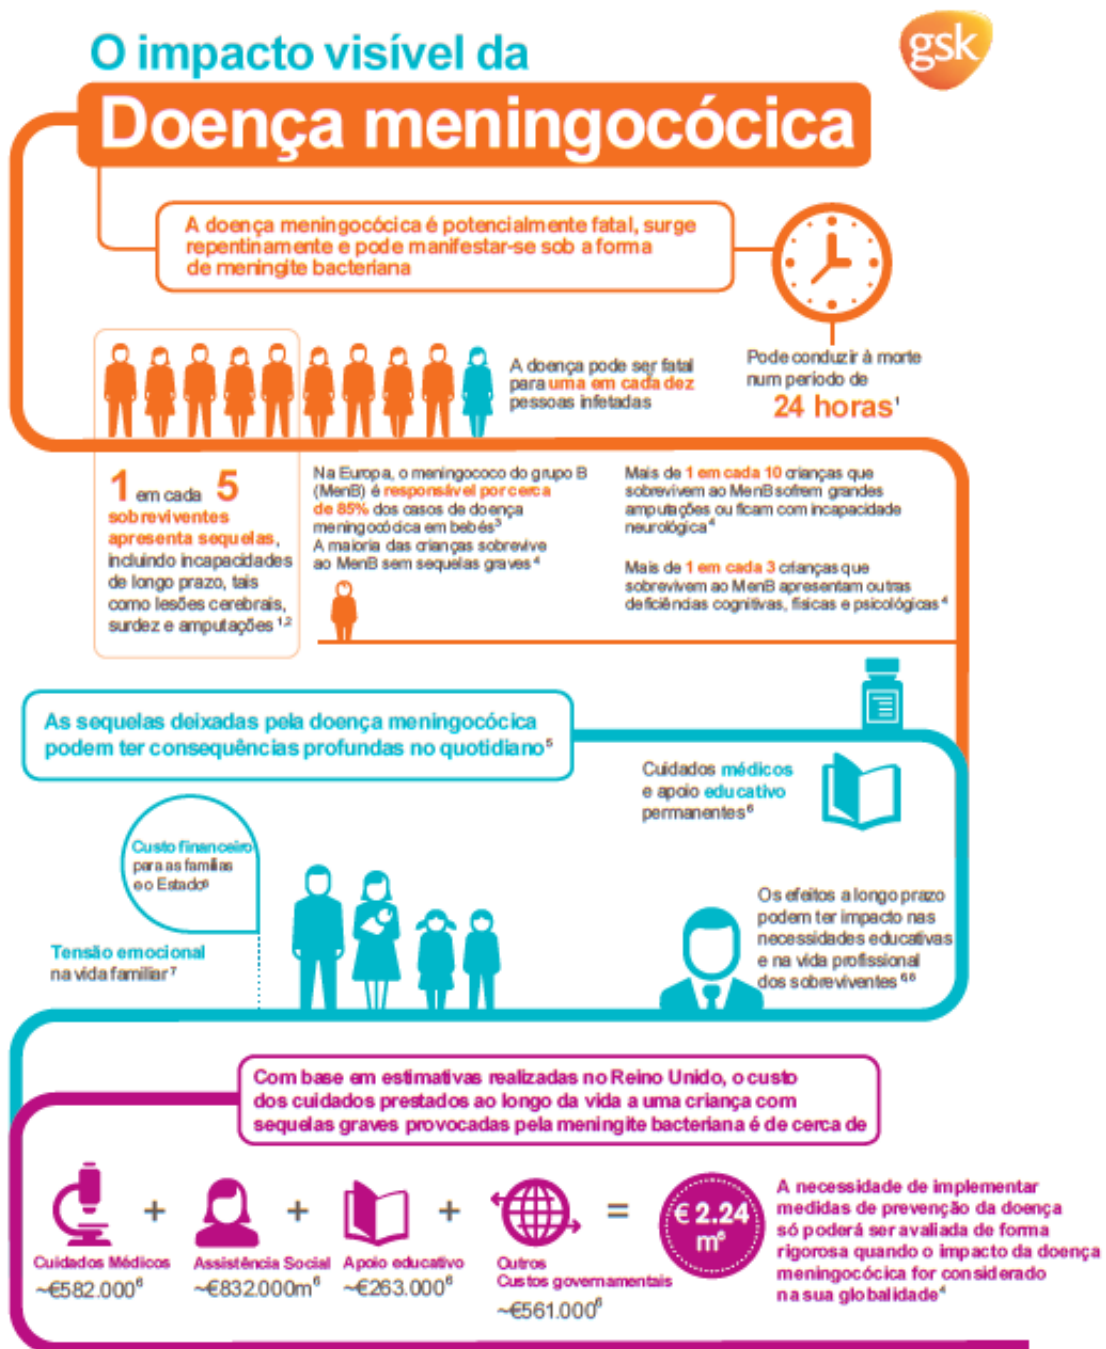 O impacto visível da
gsk
Doença meningocócica
A doença meningocócica é potencialmente fatal, surge
repentinamente e pode manifestar-se sob a forma
de meningite bacteriana
A doença pode ser fatal
para uma em cada dez
pessoas infetadas
Pode conduzir à morte
num período de
24 horas¹
1 em cada 5
sobreviventes
apresenta sequelas,
incluindo incapacidades
de longo prazo, tais
como lesões cerebrais,
surdez e amputações ¹,²
Na Europa, o meningococo do grupo B
(MenB) é responsável por cerca
de 85% dos casos de doença
meningocócica em bebés³
A maioria das crianças sobrevive
ao MenB sem sequelas graves ⁴
Mais de 1 em cada 10 crianças que
sobrevivem ao MenB sofrem grandes
amputações ou ficam com incapacidade
neurológica⁴
Mais de 1 em cada 3 crianças que
sobrevivem ao MenB apresentam outras
deficiências cognitivas, físicas e psicológicas ⁴
As sequelas deixadas pela doença meningocócica
podem ter consequências profundas no quotidiano⁵
Cuidados médicos
e apoio educativo
permanentes⁶
Custo financeiro
para as famílias
e o Estado⁶
Tensão emocional
na vida familiar⁷
Os efeitos a longo prazo
podem ter impacto nas
necessidades educativas
e na vida profissional
dos sobreviventes
Com base em estimativas realizadas no Reino Unido, o custo
dos cuidados prestados ao longo da vida a uma criança com
sequelas graves provocadas pela meningite bacteriana é de cerca de
Cuidados Médicos
~€582.000⁶
+
Assistência Social
~€832.000m⁶
+
Apoio educativo
~€263.000⁶
+
Outros
Custos governamentais
~€561.000⁶
=
€ 2.24
m⁶
A necessidade de implementar
medidas de prevenção da doença
só poderá ser avaliada de forma
rigorosa quando o impacto da doença
meningocócica for considerado
na sua globalidade⁴